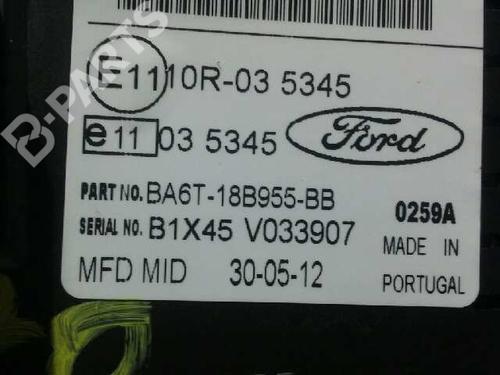 E11 10R-03 5345
e 11 03 5345 Ford
PART NO. BA6T-18B955-BB 0259A
SERIAL NO. B1X45 V033907 MADE IN
MFD MID 30-05-12 PORTUGAL
B-PARTS